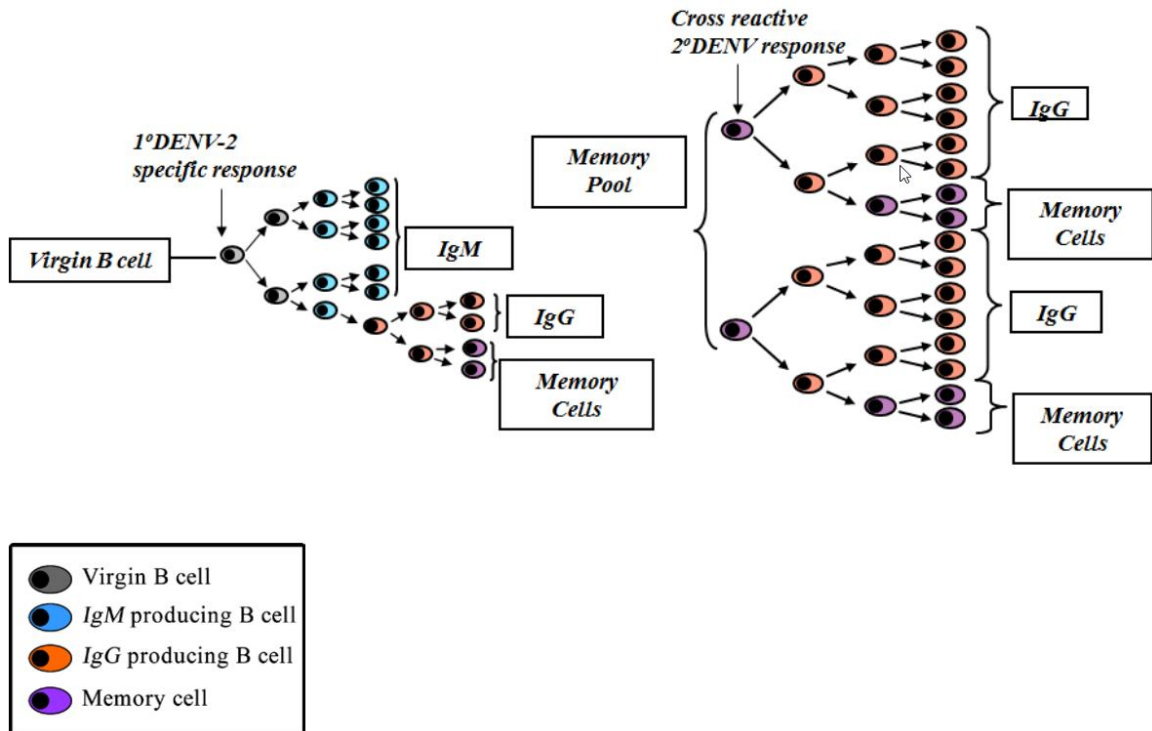 Cross reactive
2ºDENV response
IgG
1ºDENV-2
specific response
Memory
Pool
Memory
Cells
Virgin B cell
IgM
IgG
IgG
Memory
Cells
Memory
Cells
Virgin B cell
IgM producing B cell
IgG producing B cell
Memory cell